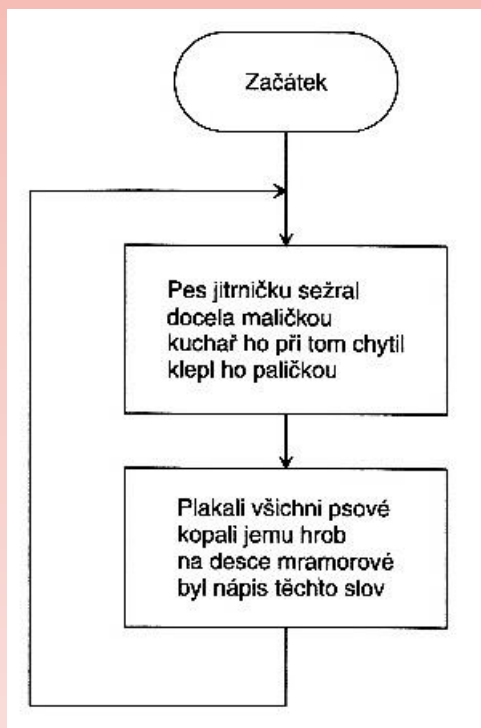 Začátek
Pes jitrničku sežral
docela maličkou
kuchař ho při tom chytil
klepl ho paličkou
Plakali všichni psové
kopali jemu hrob
na desce mramorové
byl nápis těchto slov